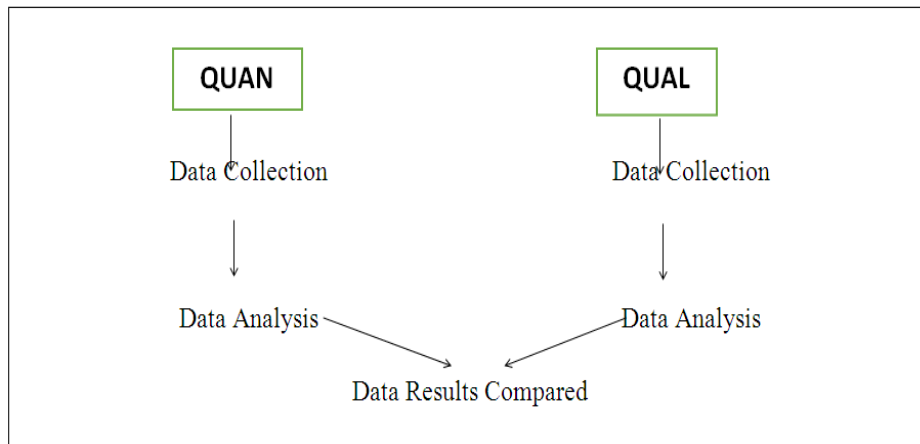 QUAN
QUAL
Data Collection
Data Collection
Data Analysis
Data Analysis
Data Results Compared